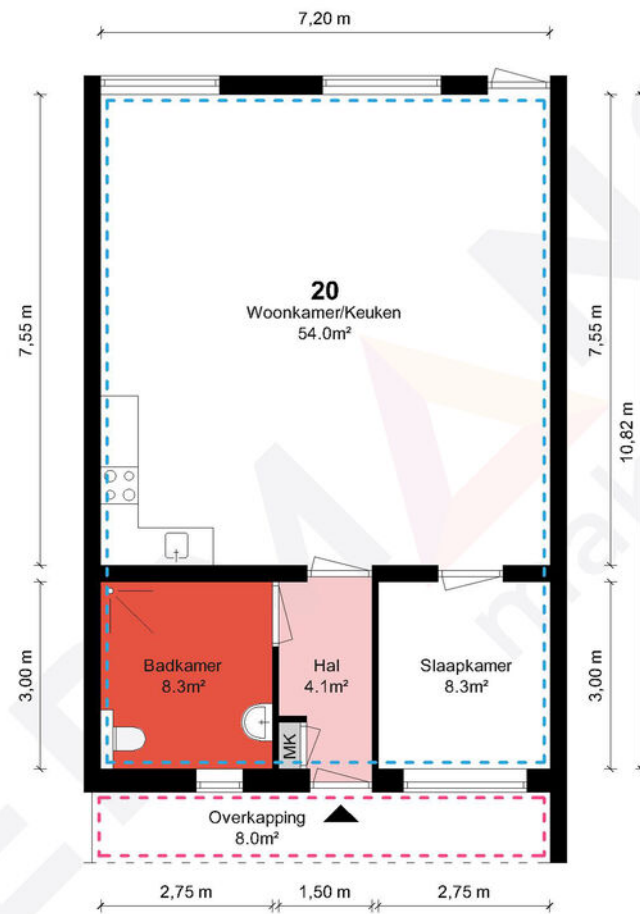 7,20 m
20
Woonkamer/Keuken
54.0m²
7,55 m
7,55 m
10,82 m
Badkamer
8.3m²
Hal
4.1m²
Slaapkamer
8.3m²
3,00 m
3,00 m
MK
Overkapping
8.0m²
2,75 m
1,50 m
2,75 m